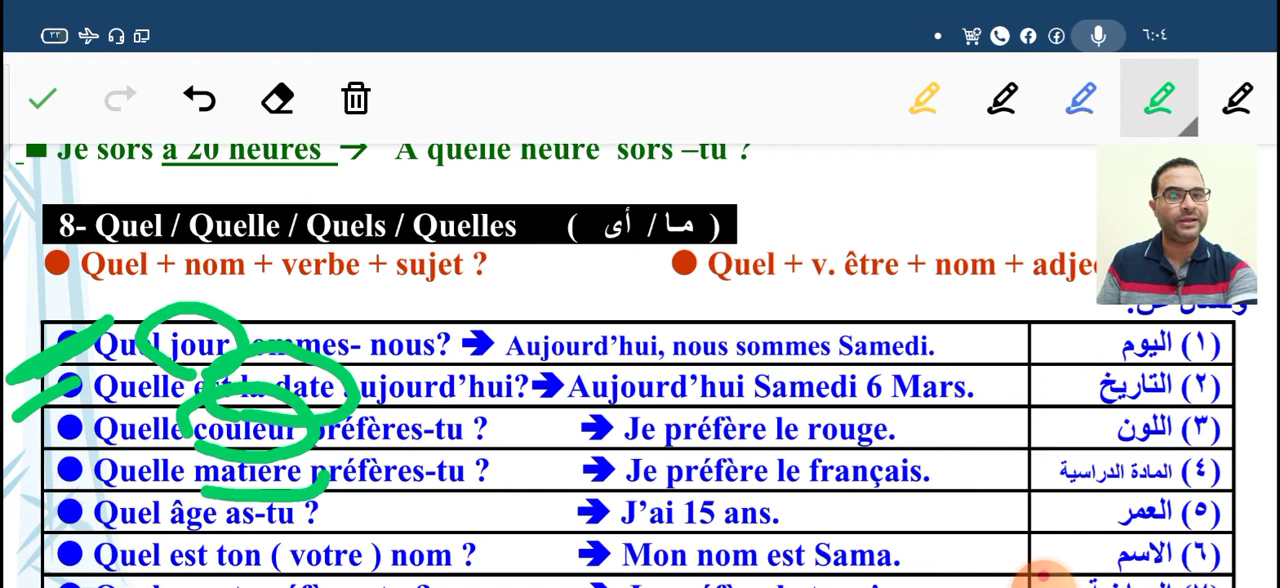 ٢٣
٦:٠٤
Je sors à 20 heures → A quelle heure sors –tu ?
8- Quel / Quelle / Quels / Quelles ( ما / أى )
Quel + nom + verbe + sujet ? Quel + v. être + nom + adje
Quel jour sommes- nous? → Aujourd’hui, nous sommes Samedi. (١) اليوم
Quelle est la date aujourd’hui? → Aujourd’hui Samedi 6 Mars. (٢) التاريخ
Quelle couleur préfères-tu ? → Je préfère le rouge. (٣) اللون
Quelle matière préfères-tu ? → Je préfère le français. (٤) المادة الدراسية
Quel âge as-tu ? → J’ai 15 ans. (٥) العمر
Quel est ton ( votre ) nom ? → Mon nom est Sama. (٦) الاسم